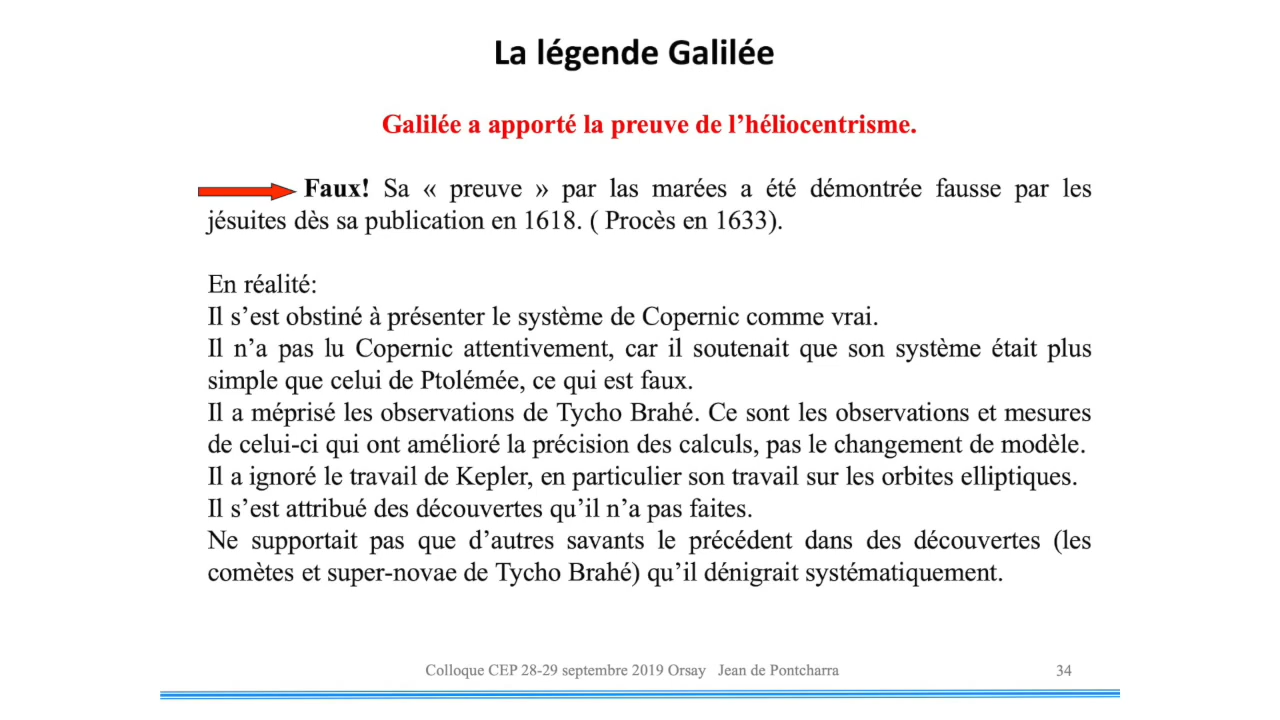 La légende Galilée
Galilée a apporté la preuve de l’héliocentrisme.
Faux! Sa « preuve » par las marées a été démontrée fausse par les
jésuites dès sa publication en 1618. ( Procès en 1633).
En réalité:
Il s’est obstiné à présenter le système de Copernic comme vrai.
Il n’a pas lu Copernic attentivement, car il soutenait que son système était plus
simple que celui de Ptolémée, ce qui est faux.
Il a méprisé les observations de Tycho Brahé. Ce sont les observations et mesures
de celui-ci qui ont amélioré la précision des calculs, pas le changement de modèle.
Il a ignoré le travail de Kepler, en particulier son travail sur les orbites elliptiques.
Il s’est attribué des découvertes qu’il n’a pas faites.
Ne supportait pas que d’autres savants le précédent dans des découvertes (les
comètes et super-novae de Tycho Brahé) qu’il dénigrait systématiquement.
Colloque CEP 28-29 septembre 2019 Orsay Jean de Pontcharra 34